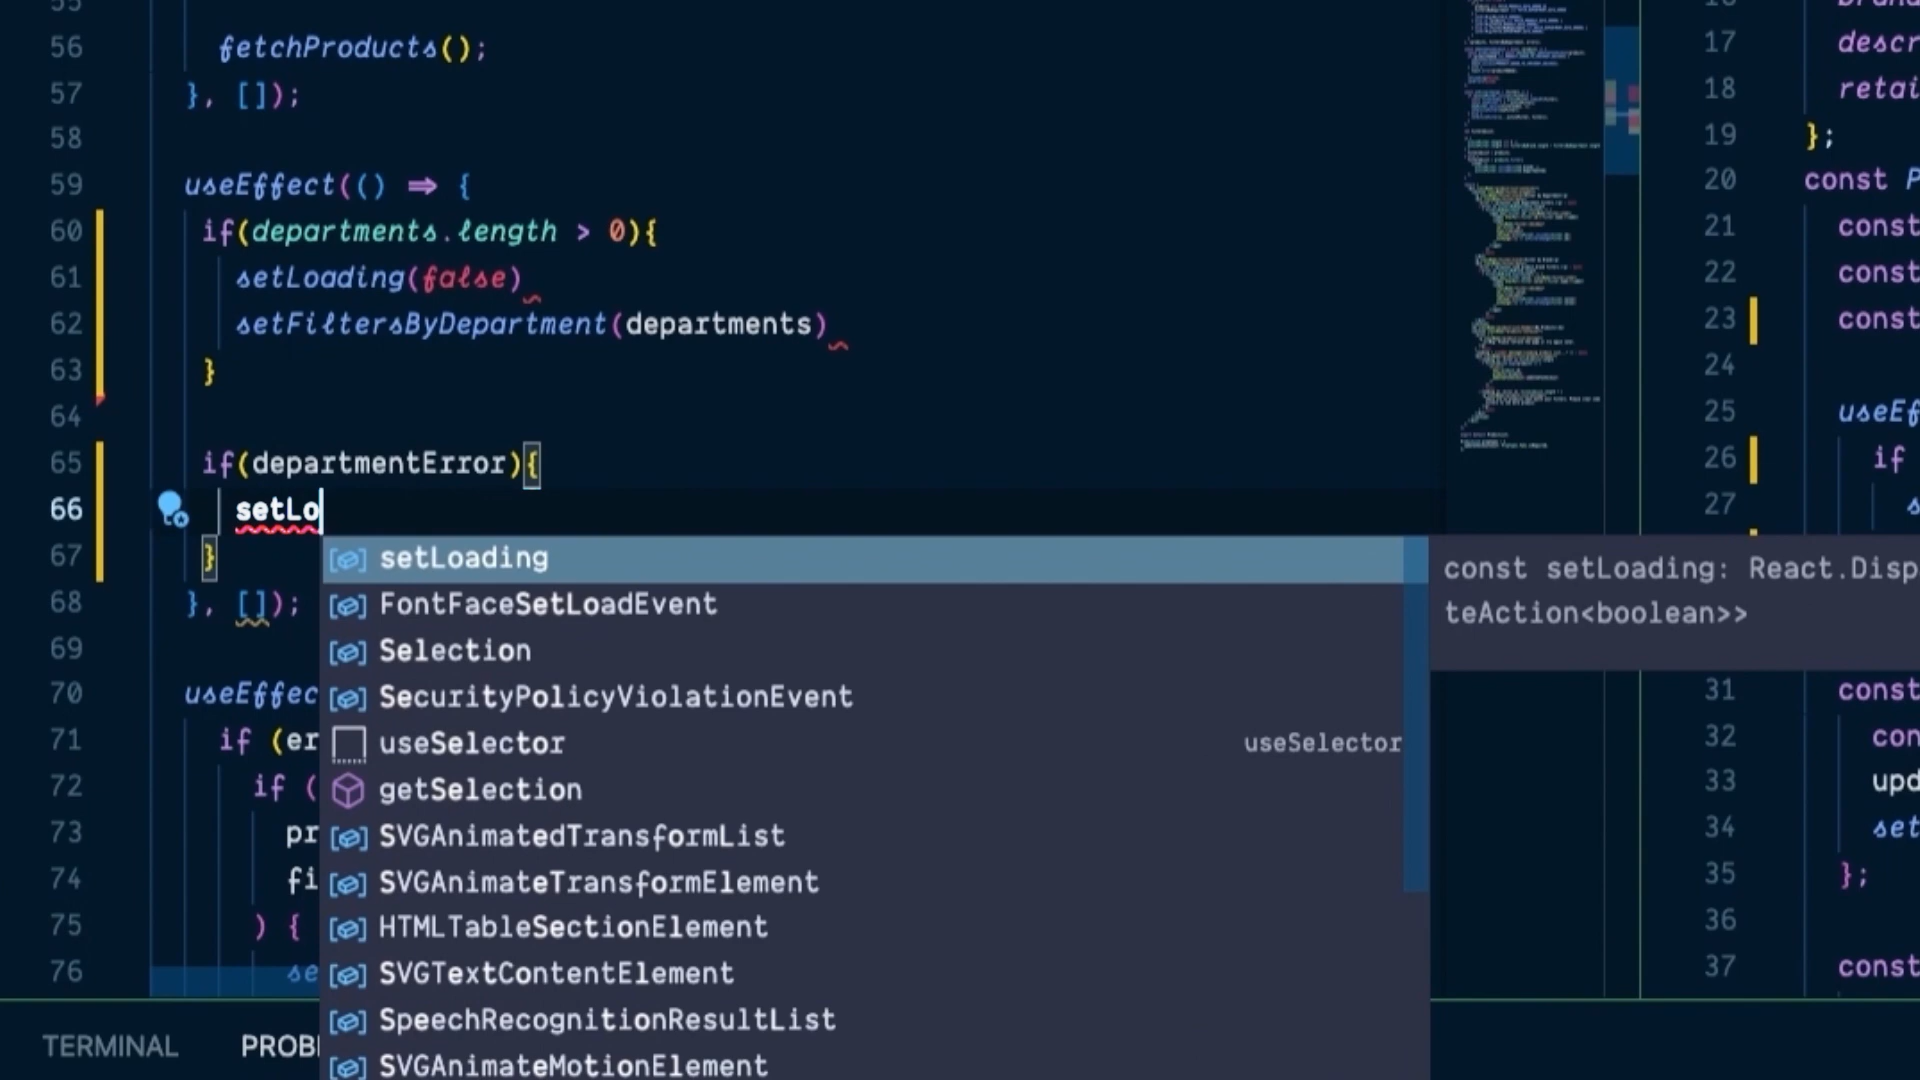 55
56 fetchProducts();
57 }, []);
58
59 useEffect(() ⇒ {
60 if(departments.length > 0){
61 setLoading(false)
62 setFiltersByDepartment(departments)
63 }
64
65 if(departmentError){
66 setLo
67 }
68 }, []);
69
70 useEffec
71 if (er
72 if (
73 pr
74 fi
75 ) {
76 se
setLoading
FontFaceSetLoadEvent
Selection
SecurityPolicyViolationEvent
useSelector useSelector
getSelection
SVGAnimatedTransformList
SVGAnimateTransformElement
HTMLTableSectionElement
SVGTextContentElement
SpeechRecognitionResultList
SVGAnimateMotionElement
const setLoading: React.Disp
teAction<boolean>>
17 descr
18 retai
19 };
20 const P
21 const
22 const
23 const
24
25 useEf
26 if
27 s
31 const
32 con
33 upd
34 set
35 };
36
37 const
TERMINAL PROBL